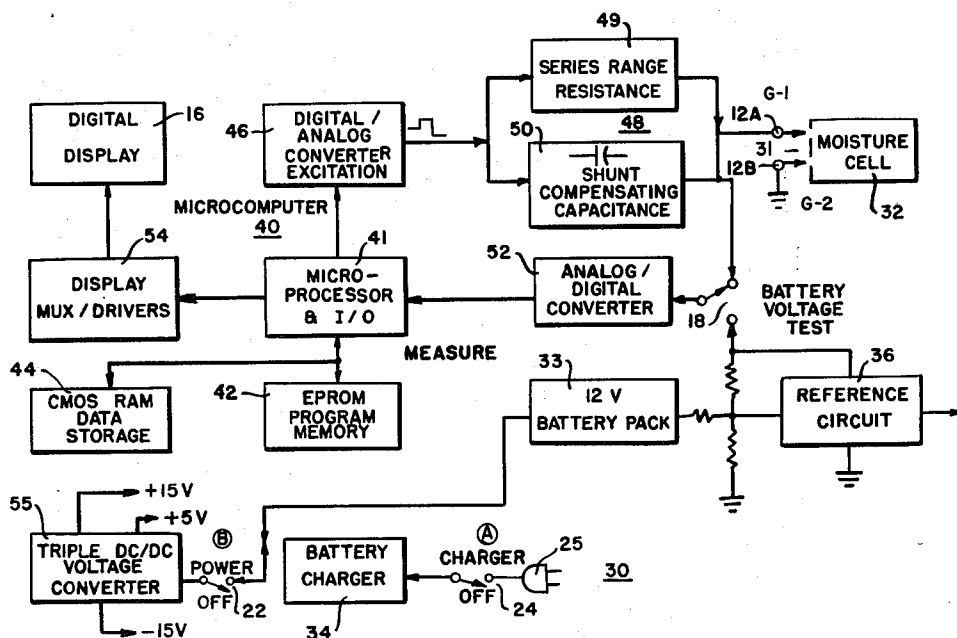 49
SERIES RANGE
RESISTANCE
16
DIGITAL
DISPLAY
46
DIGITAL /
ANALOG
CONVERTER
EXCITATION
48
50
SHUNT
COMPENSATING
CAPACITANCE
G-1
12A
31
12B
G-2
MOISTURE
CELL
32
MICROCOMPUTER
40
54
DISPLAY
MUX / DRIVERS
41
MICRO-
PROCESSOR
& I/O
52
ANALOG /
DIGITAL
CONVERTER
18
BATTERY
VOLTAGE
TEST
MEASURE
44
CMOS RAM
DATA
STORAGE
42
EPROM
PROGRAM
MEMORY
33
12 V
BATTERY PACK
36
REFERENCE
CIRCUIT
+15V
+5V
55
TRIPLE DC/DC
VOLTAGE
CONVERTER
-15V
B
POWER
OFF
22
BATTERY
CHARGER
34
A
CHARGER
OFF
24
25
30